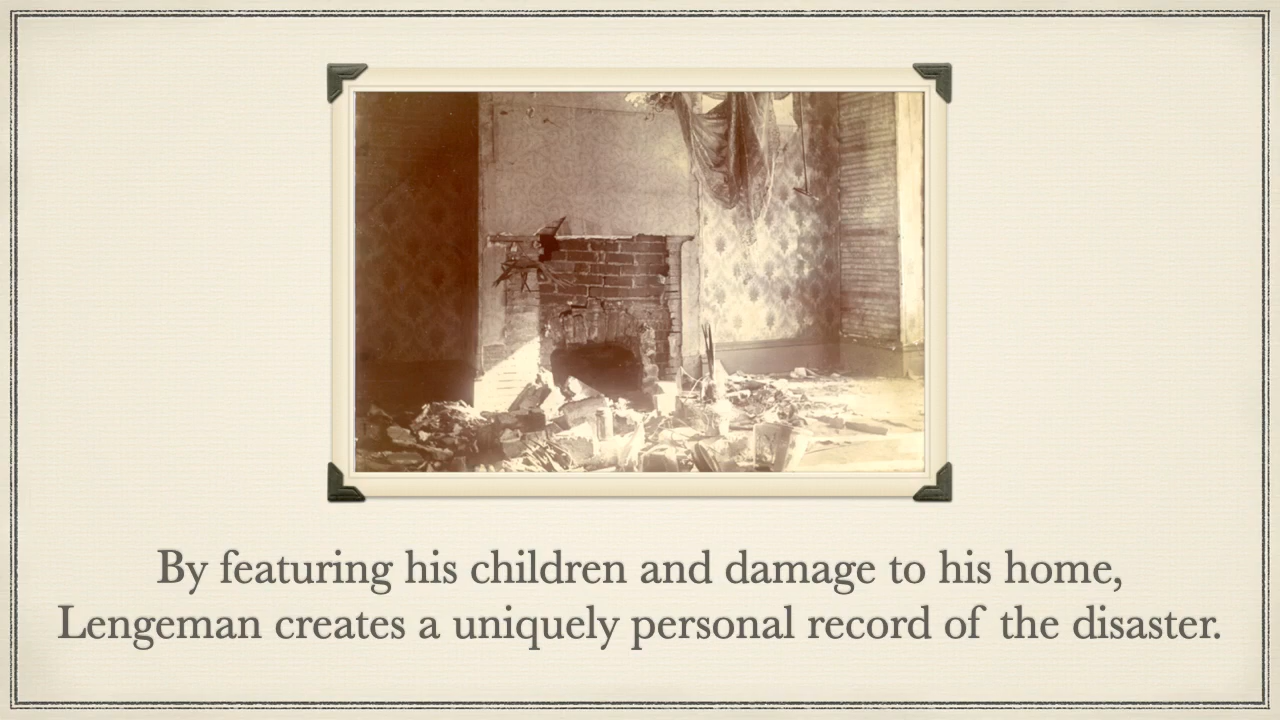 By featuring his children and damage to his home,
Lengeman creates a uniquely personal record of the disaster.